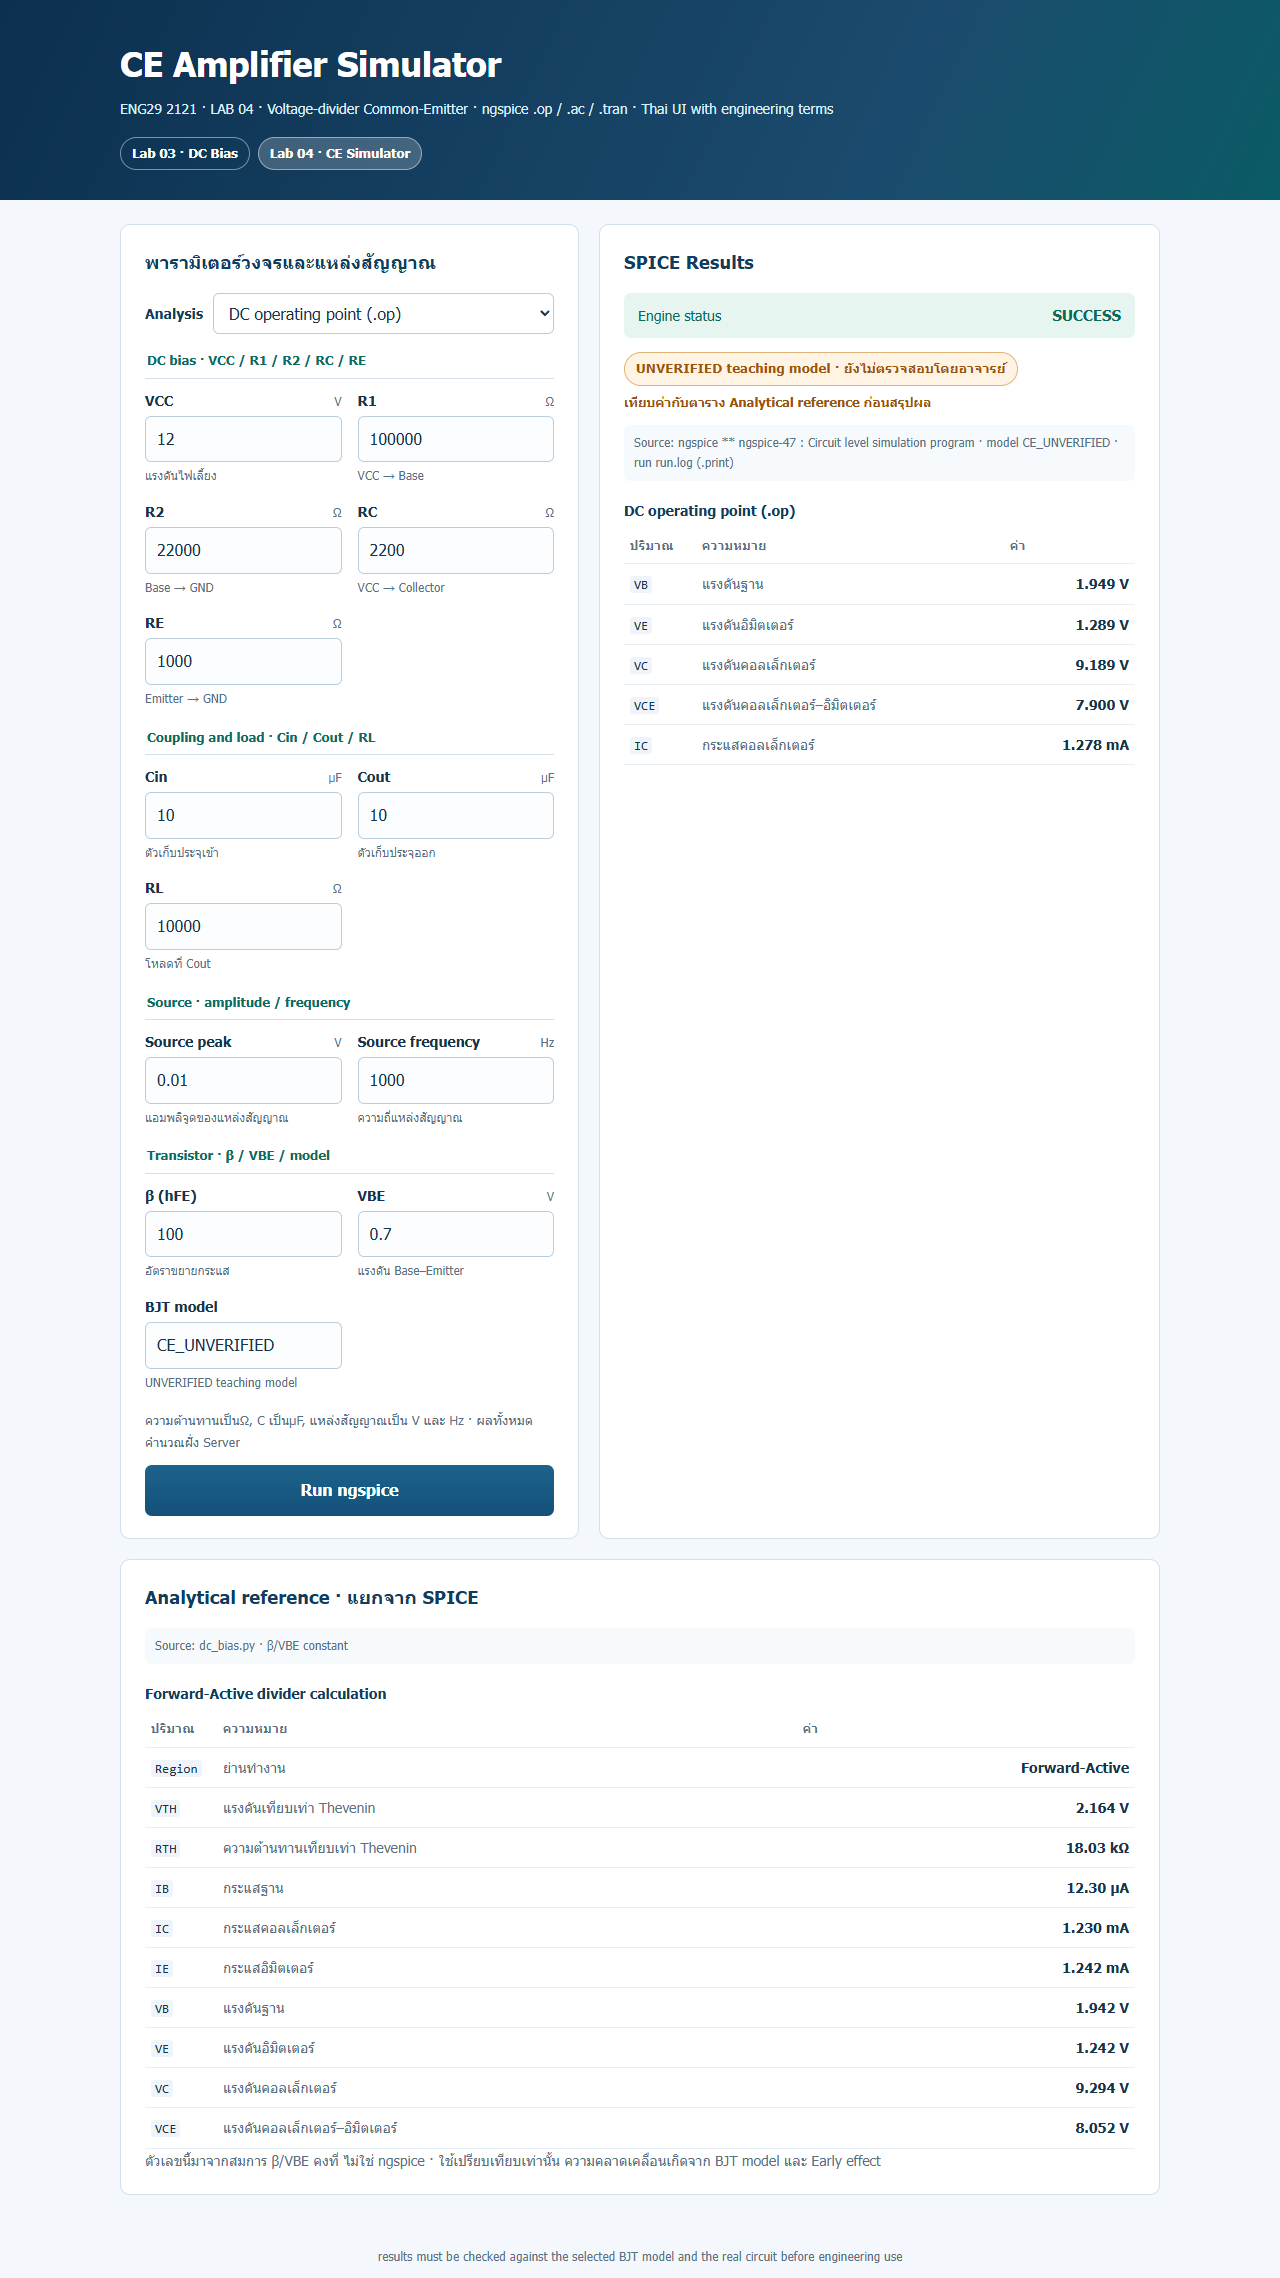 CE Amplifier Simulator
ENG29 2121 · LAB 04 · Voltage-divider Common-Emitter · ngspice .op / .ac / .tran · Thai UI with engineering terms
Lab 03 · DC Bias
Lab 04 · CE Simulator
พารามิเตอร์วงจรและแหล่งสัญญาณ
Analysis
DC operating point (.op)
DC bias · VCC / R1 / R2 / RC / RE
VCC V R1 Ω
12 100000
แรงดันไฟเลี้ยง VCC → Base
R2 Ω RC Ω
22000 2200
Base → GND VCC → Collector
RE Ω
1000
Emitter → GND
Coupling and load · Cin / Cout / RL
Cin µF Cout µF
10 10
ตัวเก็บประจุเข้า ตัวเก็บประจุออก
RL Ω
10000
โหลดที่ Cout
Source · amplitude / frequency
Source peak V Source frequency Hz
0.01 1000
แอมพลิจูดของแหล่งสัญญาณ ความถี่แหล่งสัญญาณ
Transistor · β / VBE / model
β (hFE) VBE V
100 0.7
อัตราขยายกระแส แรงดัน Base–Emitter
BJT model
CE_UNVERIFIED
UNVERIFIED teaching model
ความต้านทานเป็นΩ, C เป็นµF, แหล่งสัญญาณเป็น V และ Hz · ผลทั้งหมด
คำนวณฝั่ง Server
Run ngspice
SPICE Results
Engine status SUCCESS
UNVERIFIED teaching model · ยังไม่ตรวจสอบโดยอาจารย์
เทียบค่ากับตาราง Analytical reference ก่อนสรุปผล
Source: ngspice ** ngspice-47 : Circuit level simulation program · model CE_UNVERIFIED ·
run run.log (.print)
DC operating point (.op)
ปริมาณ ความหมาย ค่า
VB แรงดันฐาน 1.949 V
VE แรงดันอิมิตเตอร์ 1.289 V
VC แรงดันคอลเล็กเตอร์ 9.189 V
VCE แรงดันคอลเล็กเตอร์–อิมิตเตอร์ 7.900 V
IC กระแสคอลเล็กเตอร์ 1.278 mA
Analytical reference · แยกจาก SPICE
Source: dc_bias.py · β/VBE constant
Forward-Active divider calculation
ปริมาณ ความหมาย ค่า
Region ย่านทำงาน Forward-Active
VTH แรงดันเทียบเท่า Thevenin 2.164 V
RTH ความต้านทานเทียบเท่า Thevenin 18.03 kΩ
IB กระแสฐาน 12.30 µA
IC กระแสคอลเล็กเตอร์ 1.230 mA
IE กระแสอิมิตเตอร์ 1.242 mA
VB แรงดันฐาน 1.942 V
VE แรงดันอิมิตเตอร์ 1.242 V
VC แรงดันคอลเล็กเตอร์ 9.294 V
VCE แรงดันคอลเล็กเตอร์–อิมิตเตอร์ 8.052 V
ตัวเลขนี้มาจากสมการ β/VBE คงที่ ไม่ใช่ ngspice · ใช้เปรียบเทียบเท่านั้น ความคลาดเคลื่อนเกิดจาก BJT model และ Early effect
results must be checked against the selected BJT model and the real circuit before engineering use